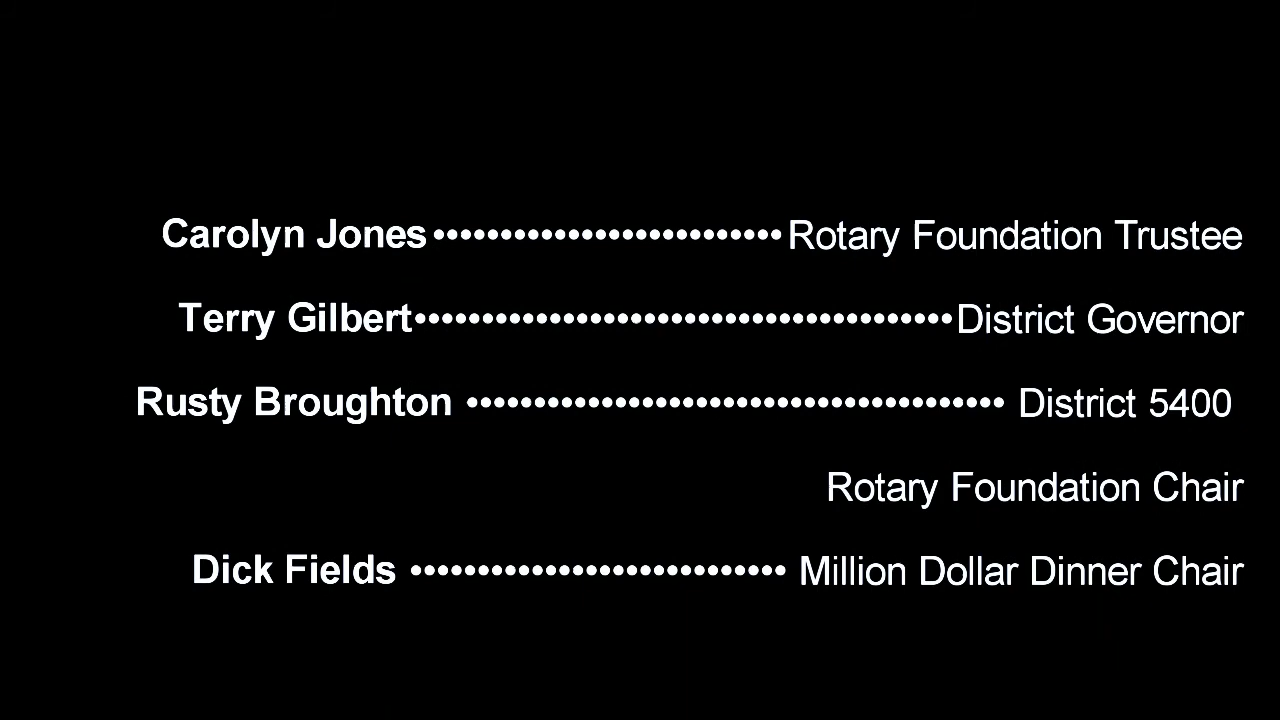 Carolyn Jones••••••••••••••••••••••••••Rotary Foundation Trustee
Terry Gilbert••••••••••••••••••••••••••••••••••••••••District Governor
Rusty Broughton •••••••••••••••••••••••••••••••••••••••• District 5400
Rotary Foundation Chair
Dick Fields •••••••••••••••••••••••••••• Million Dollar Dinner Chair